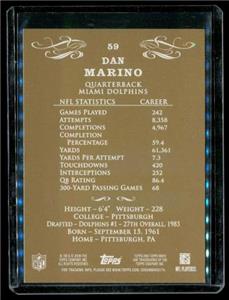 59
DAN
MARINO
QUARTERBACK
MIAMI DOLPHINS
NFL STATISTICS CAREER
GAMES PLAYED 242
ATTEMPTS 8,358
COMPLETIONS 4,967
COMPLETION
PERCENTAGE 59.4
YARDS 61,361
YARDS PER ATTEMPT 7.3
TOUCHDOWNS 420
INTERCEPTIONS 252
QB RATING 86.4
300-YARD PASSING GAMES 68
HEIGHT - 6'4" WEIGHT - 228
COLLEGE - PITTSBURGH
DRAFTED - DOLPHINS #1 - 27TH OVERALL, 1983
BORN - SEPTEMBER 15, 1961
HOME - PITTSBURGH, PA
NFL
Topps
PLAYERS